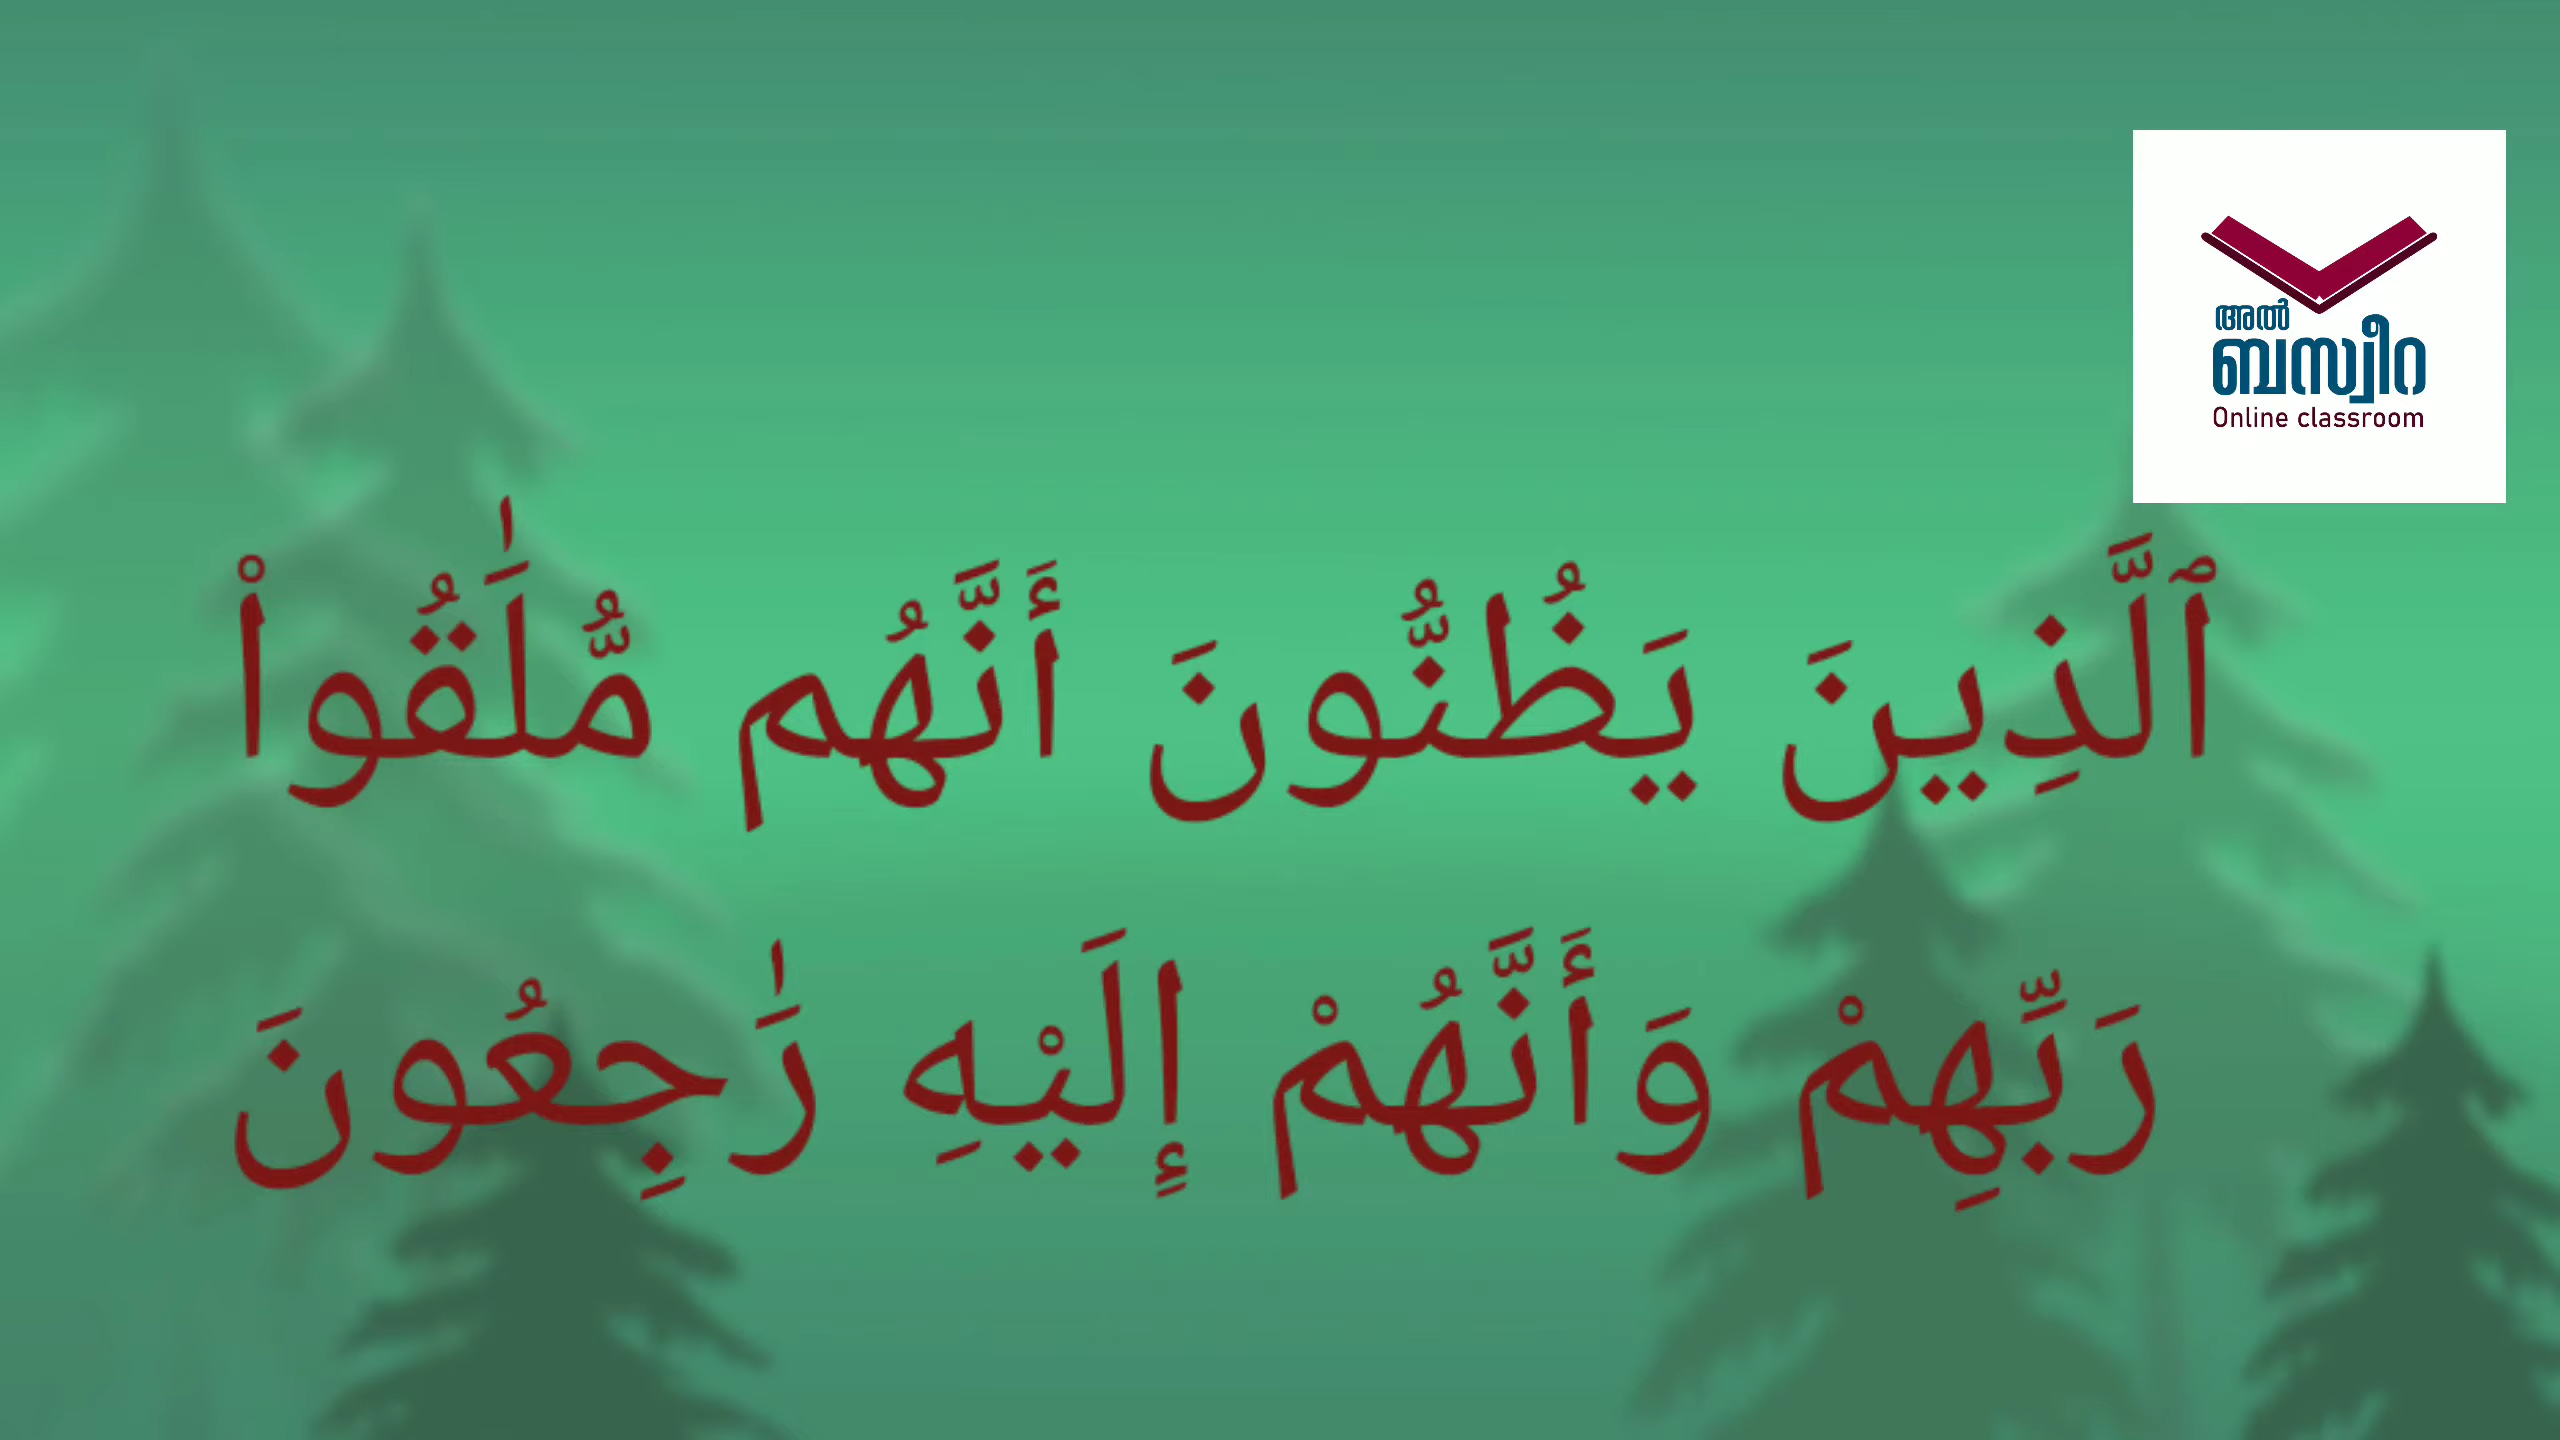 അൽ
ബസ്വീറ
Online classroom
ٱلَّذِينَ يَظُنُّونَ أَنَّهُم مُّلَٰقُوا۟
رَبِّهِمْ وَأَنَّهُمْ إِلَيْهِ رَٰجِعُونَ